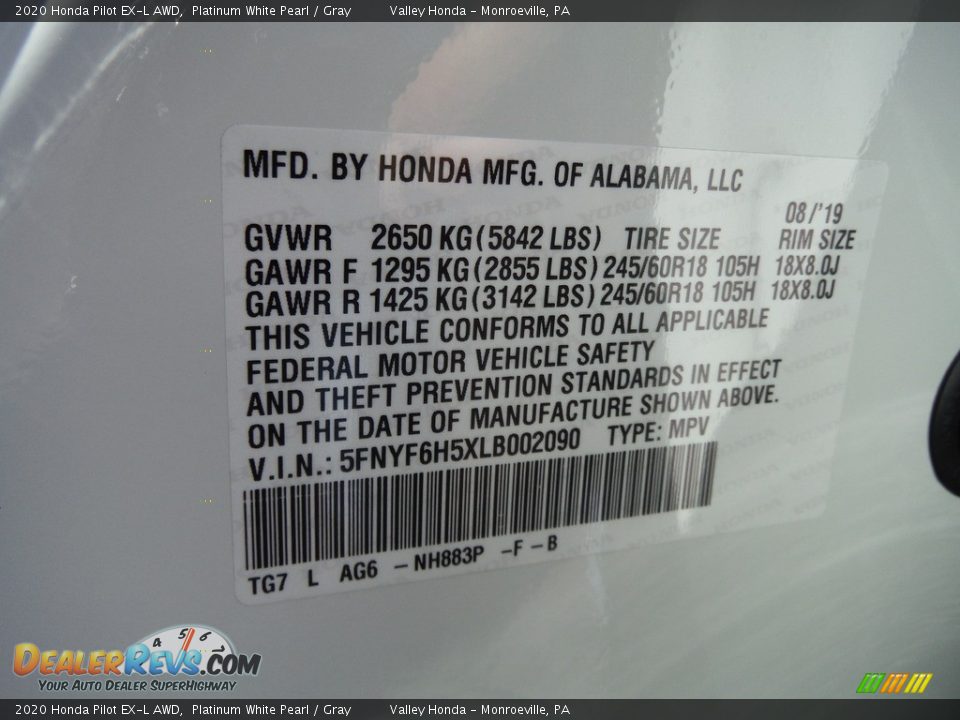 2020 Honda Pilot EX-L AWD, Platinum White Pearl / Gray Valley Honda - Monroeville, PA
MFD. BY HONDA MFG. OF ALABAMA, LLC
08/'19
GVWR 2650 KG(5842 LBS) TIRE SIZE RIM SIZE
GAWR F 1295 KG(2855 LBS) 245/60R18 105H 18X8.0J
GAWR R 1425 KG(3142 LBS) 245/60R18 105H 18X8.0J
THIS VEHICLE CONFORMS TO ALL APPLICABLE
FEDERAL MOTOR VEHICLE SAFETY
AND THEFT PREVENTION STANDARDS IN EFFECT
ON THE DATE OF MANUFACTURE SHOWN ABOVE.
V.I.N.: 5FNYF6H5XLB002090 TYPE: MPV
TG7 L AG6 -NH883P -F -B
4 5 6
DEALERREVS.COM
YOUR AUTO DEALER SUPERHIGHWAY
2020 Honda Pilot EX-L AWD, Platinum White Pearl / Gray Valley Honda - Monroeville, PA